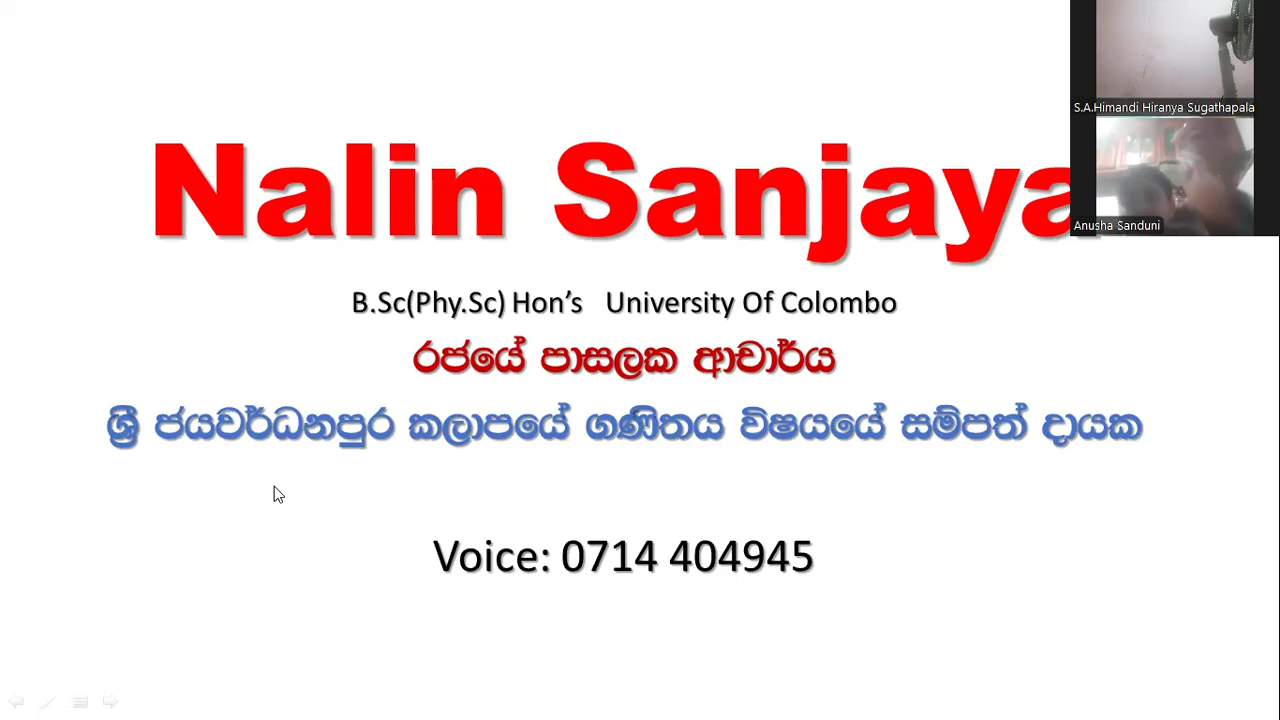 Nalin Sanjaya
B.Sc(Phy.Sc) Hon’s University Of Colombo
රජයේ පාසලක ආචාර්ය
ශ්‍රී ජයවර්ධනපුර කලාපයේ ගණිතය විෂයයේ සම්පත් දායක
Voice: 0714 404945
S.A.Himandi Hiranya Sugathapala
Anusha Sanduni